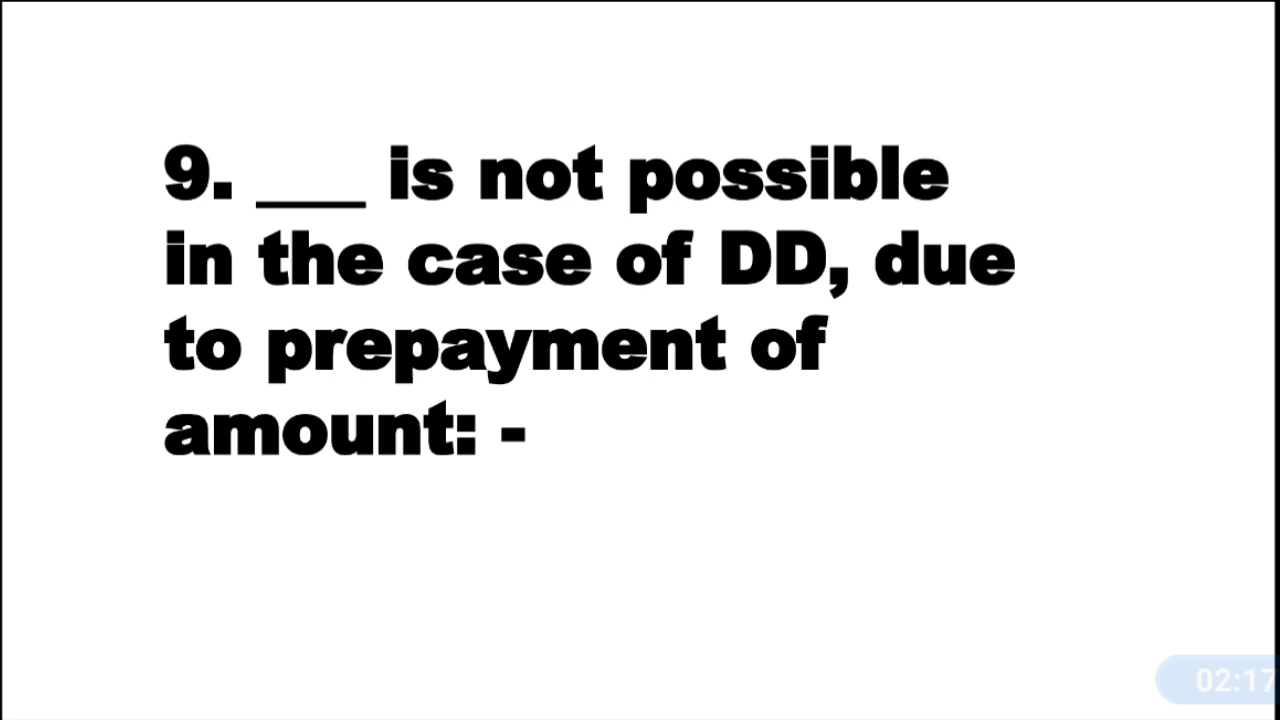 9. ___ is not possible
in the case of DD, due
to prepayment of
amount: -
02:17